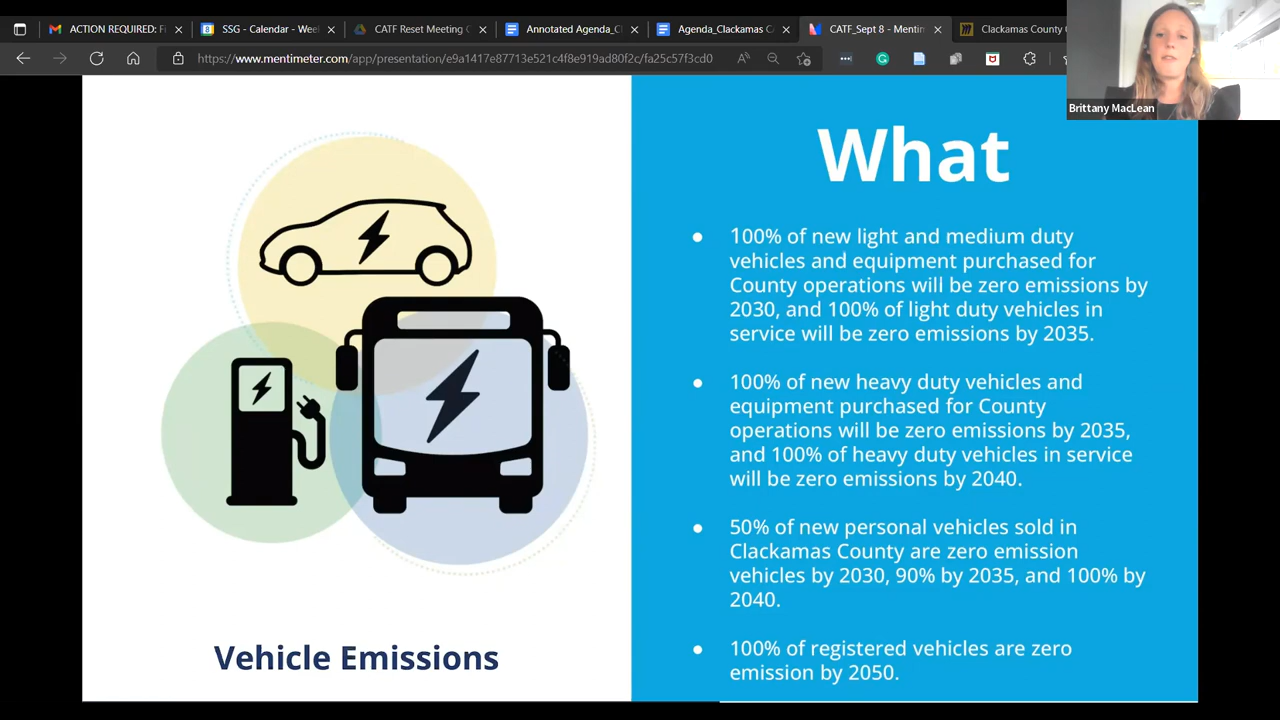 ACTION REQUIRED: Fi
SSG - Calendar - Weel
CATF Reset Meeting
Annotated Agenda_C
Agenda_Clackamas C
CATF_Sept 8 - Mentim
Clackamas County
https://www.mentimeter.com/app/presentation/e9a1417e87713e521c4f8e919ad80f2c/fa25c57f3cd0
Brittany MacLean
What
● 100% of new light and medium duty
vehicles and equipment purchased for
County operations will be zero emissions by
2030, and 100% of light duty vehicles in
service will be zero emissions by 2035.
● 100% of new heavy duty vehicles and
equipment purchased for County
operations will be zero emissions by 2035,
and 100% of heavy duty vehicles in service
will be zero emissions by 2040.
● 50% of new personal vehicles sold in
Clackamas County are zero emission
vehicles by 2030, 90% by 2035, and 100% by
2040.
● 100% of registered vehicles are zero
emission by 2050.
Vehicle Emissions